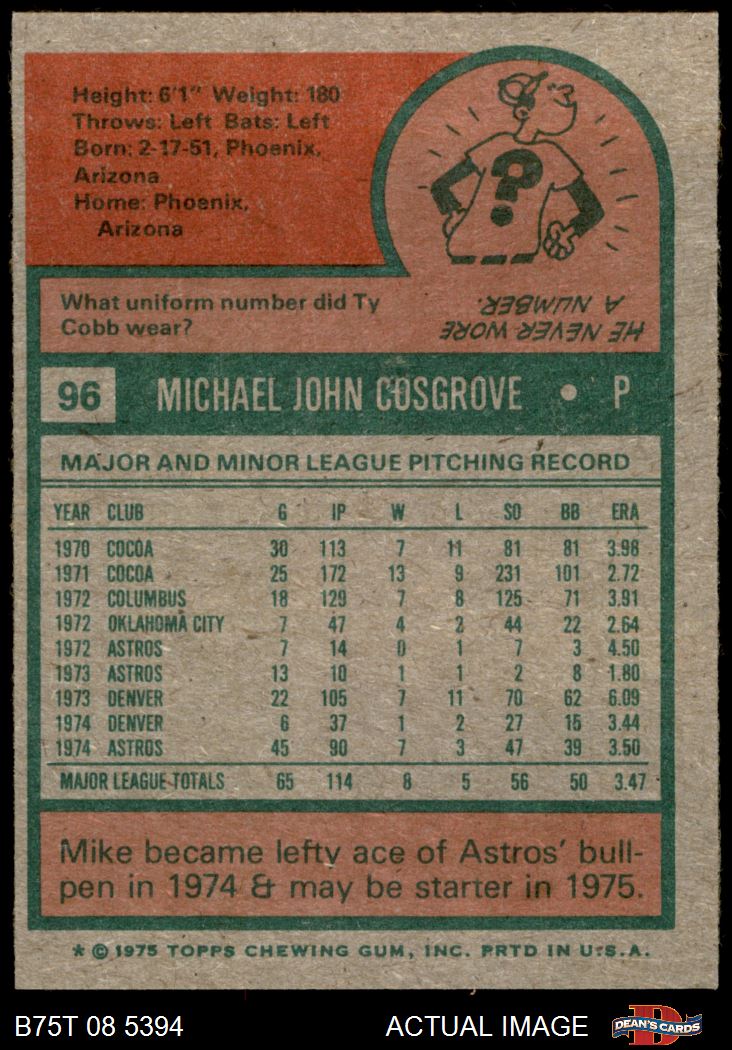 Height: 6'1" Weight: 180
Throws: Left Bats: Left
Born: 2-17-51, Phoenix,
Arizona
Home: Phoenix,
Arizona
?
What uniform number did Ty
Cobb wear?
HE NEVER WORE
A NUMBER.
96 MICHAEL JOHN COSGROVE • P
MAJOR AND MINOR LEAGUE PITCHING RECORD
YEAR CLUB G IP W L SO BB ERA
1970 COCOA 30 113 7 11 81 81 3.98
1971 COCOA 25 172 13 9 231 101 2.72
1972 COLUMBUS 18 129 7 8 125 71 3.91
1972 OKLAHOMA CITY 7 47 4 2 44 22 2.64
1972 ASTROS 7 14 0 1 7 3 4.50
1973 ASTROS 13 10 1 1 2 8 1.80
1973 DENVER 22 105 7 11 70 62 6.09
1974 DENVER 6 37 1 2 27 15 3.44
1974 ASTROS 45 90 7 3 47 39 3.50
MAJOR LEAGUE TOTALS 65 114 8 5 56 50 3.47
Mike became lefty ace of Astros' bull-
pen in 1974 & may be starter in 1975.
* © 1975 TOPPS CHEWING GUM, INC. PRTD IN U.S.A.
B75T 08 5394 ACTUAL IMAGE D DEAN'S CARDS